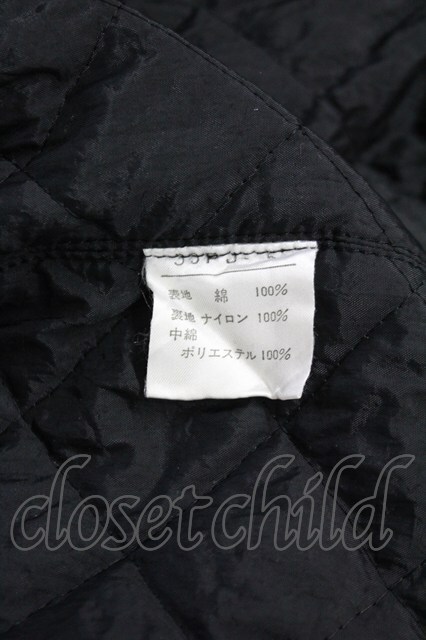 表地 綿 100%
裏地 ナイロン 100%
中綿
ポリエステル 100%
closetchild